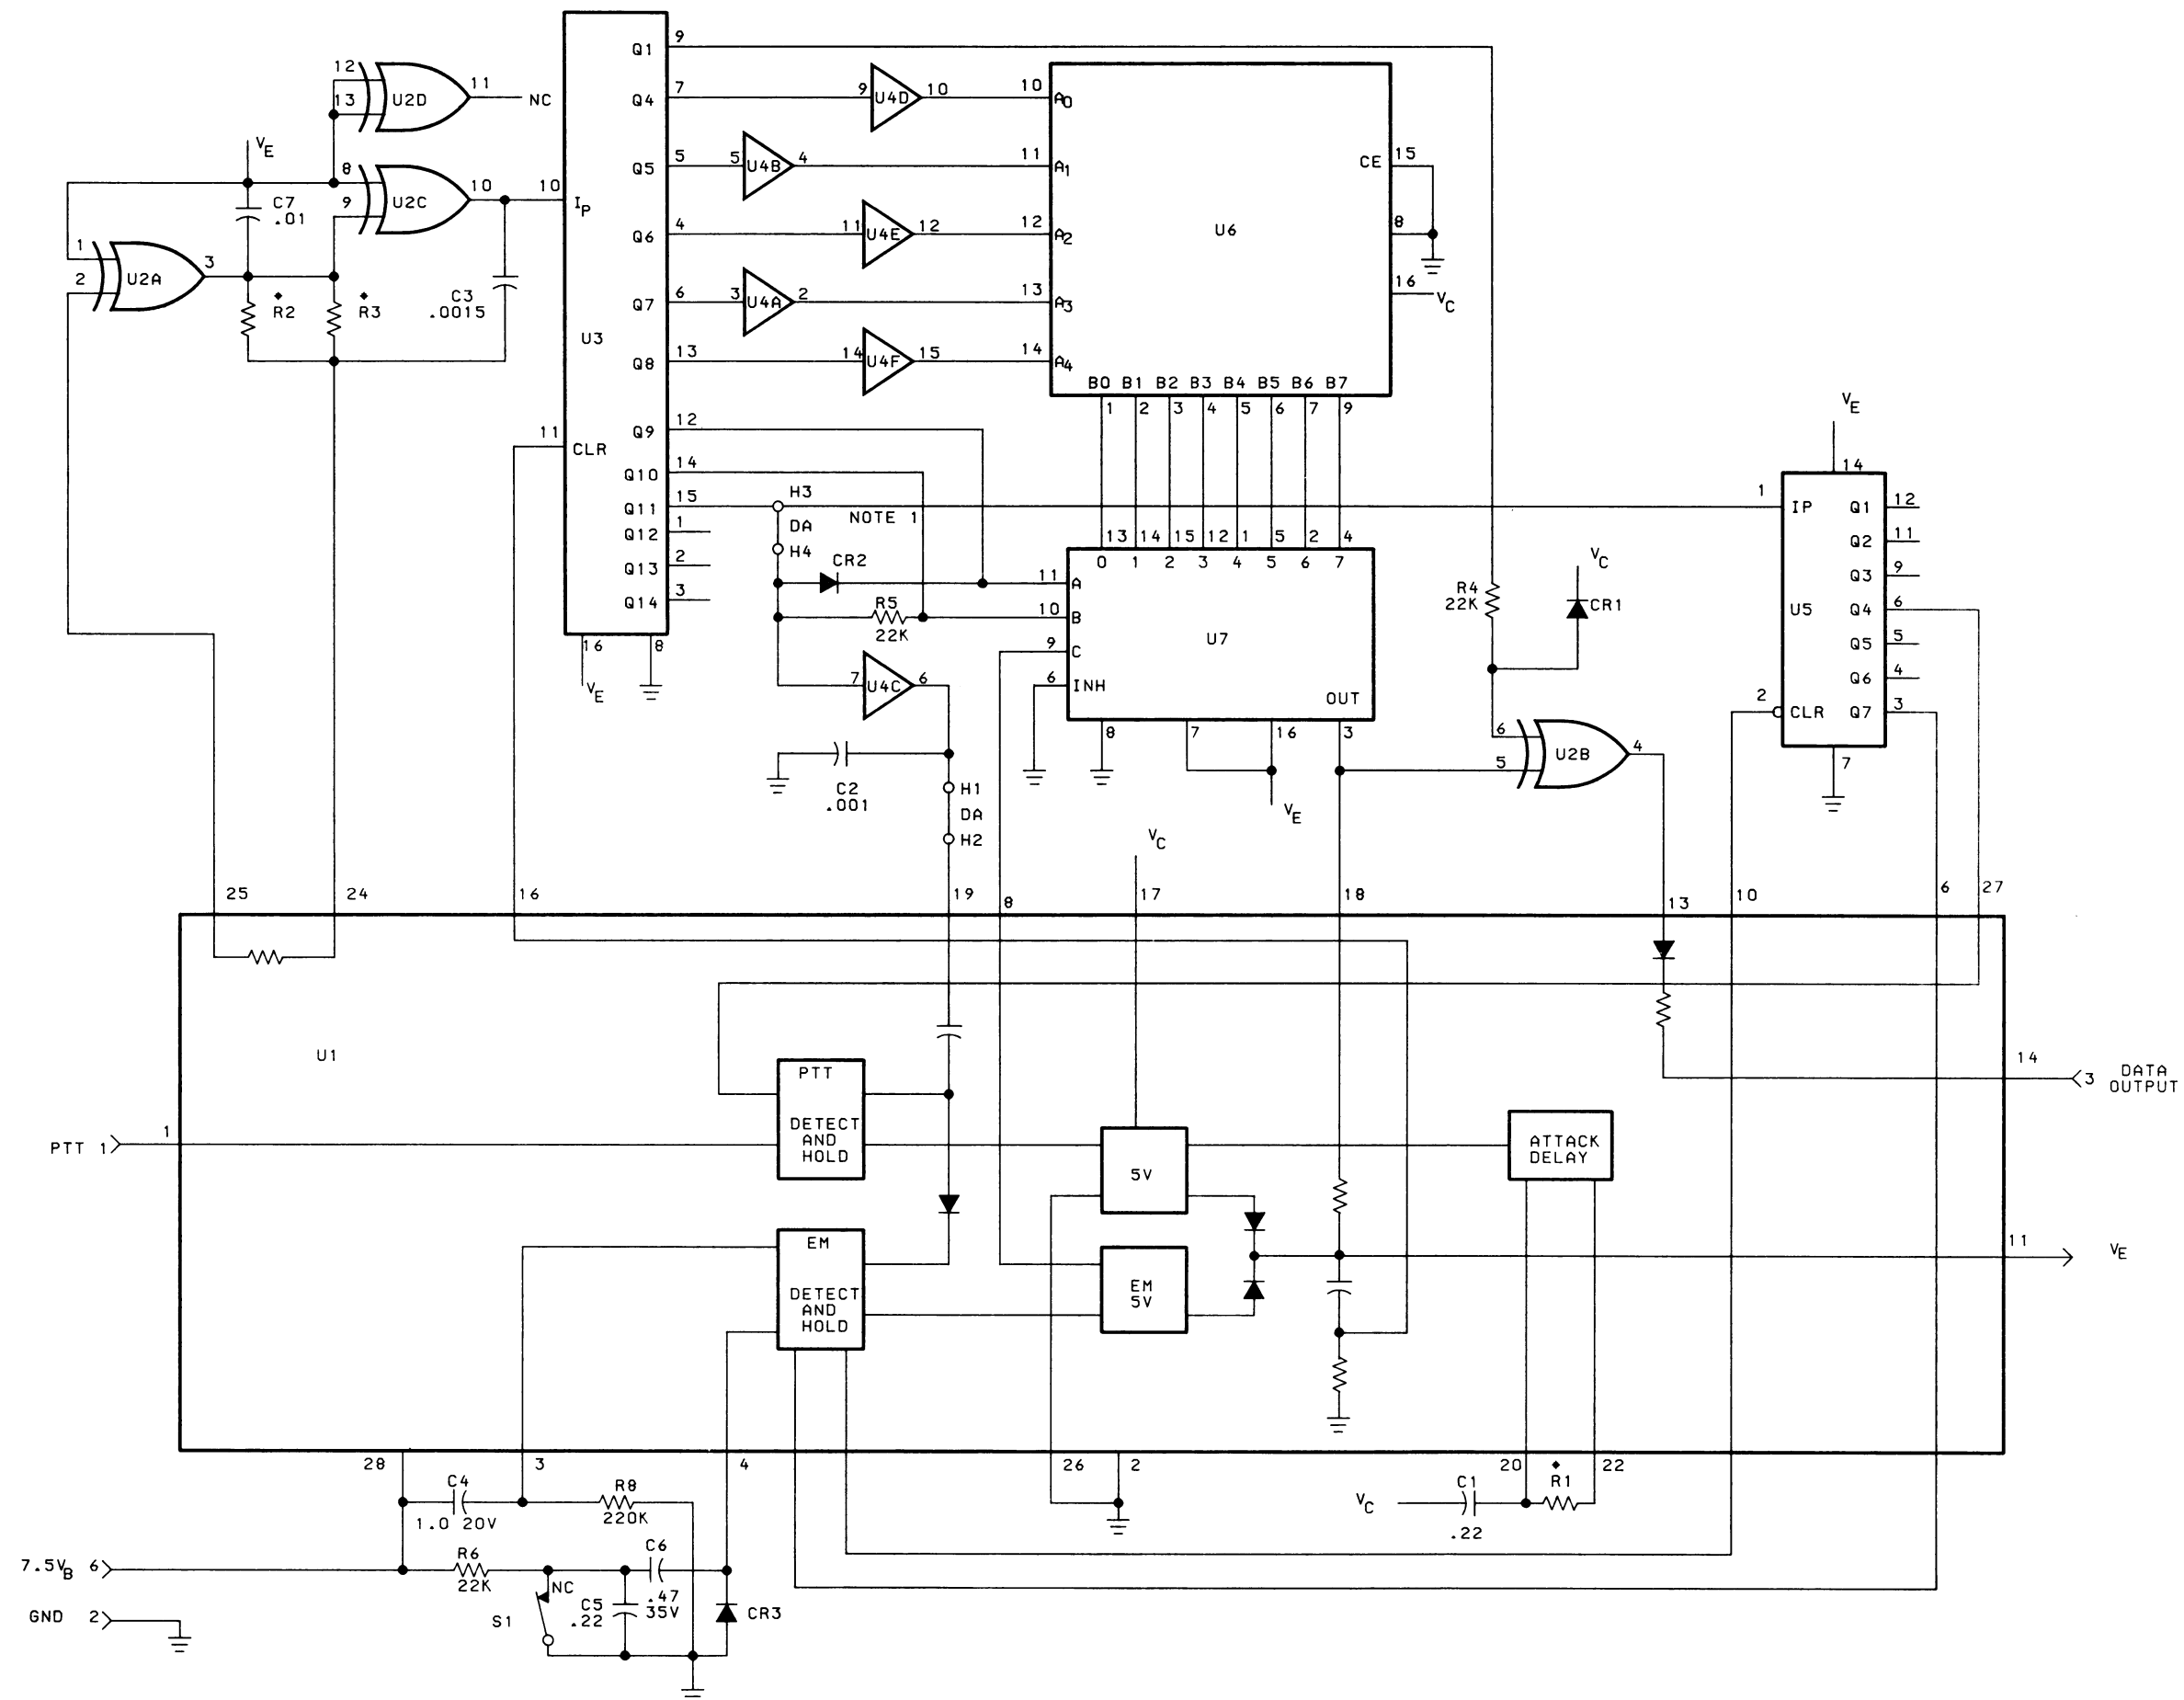 Q1 9
12
13
U2D
11
NC
Q4 7
9 U4D 10
10 A0
VE
Q5 5
5 U4B 4
11 A1
CE 15
8
9
U2C
10
10 IP
C7
.01
Q6 4
11 U4E 12
12 A2
U6
8
1
2
U2A
3
◆
R2
◆
R3
C3
.0015
Q7 6
3 U4A 2
13 A3
16
VC
U3
Q8 13
14 U4F 15
14 A4
B0 B1 B2 B3 B4 B5 B6 B7
1 2 3 4 5 6 7 9
VE
11 CLR
Q9 12
Q10 14
14
Q11 15
H3
DA
H4
NOTE 1
1 IP
Q1 12
Q12 1
Q13 2
Q14 3
13 14 15 12 1 5 2 4
0 1 2 3 4 5 6 7
Q2 11
Q3 9
CR2
11 A
R5
22K
10 B
9 C
6 INH
U7
OUT
R4
22K
VC
CR1
U5
Q4 6
Q5 5
Q6 4
2 CLR
Q7 3
16
8
VE
7 U4C 6
8
7
16
3
6
5
U2B
4
7
C2
.001
H1
DA
H2
VE
VC
25
24
16
19
8
17
18
13
10
6
27
U1
PTT
DETECT
AND
HOLD
14
3 DATA
OUTPUT
PTT 1
1
5V
ATTACK
DELAY
EM
DETECT
AND
HOLD
EM
5V
11
VE
28
3
4
26
2
20
◆
R1
22
C4
1.0 20V
R8
220K
VC
C1
.22
7.5VB 6
R6
22K
C6
.47
35V
NC
S1
C5
.22
CR3
GND 2